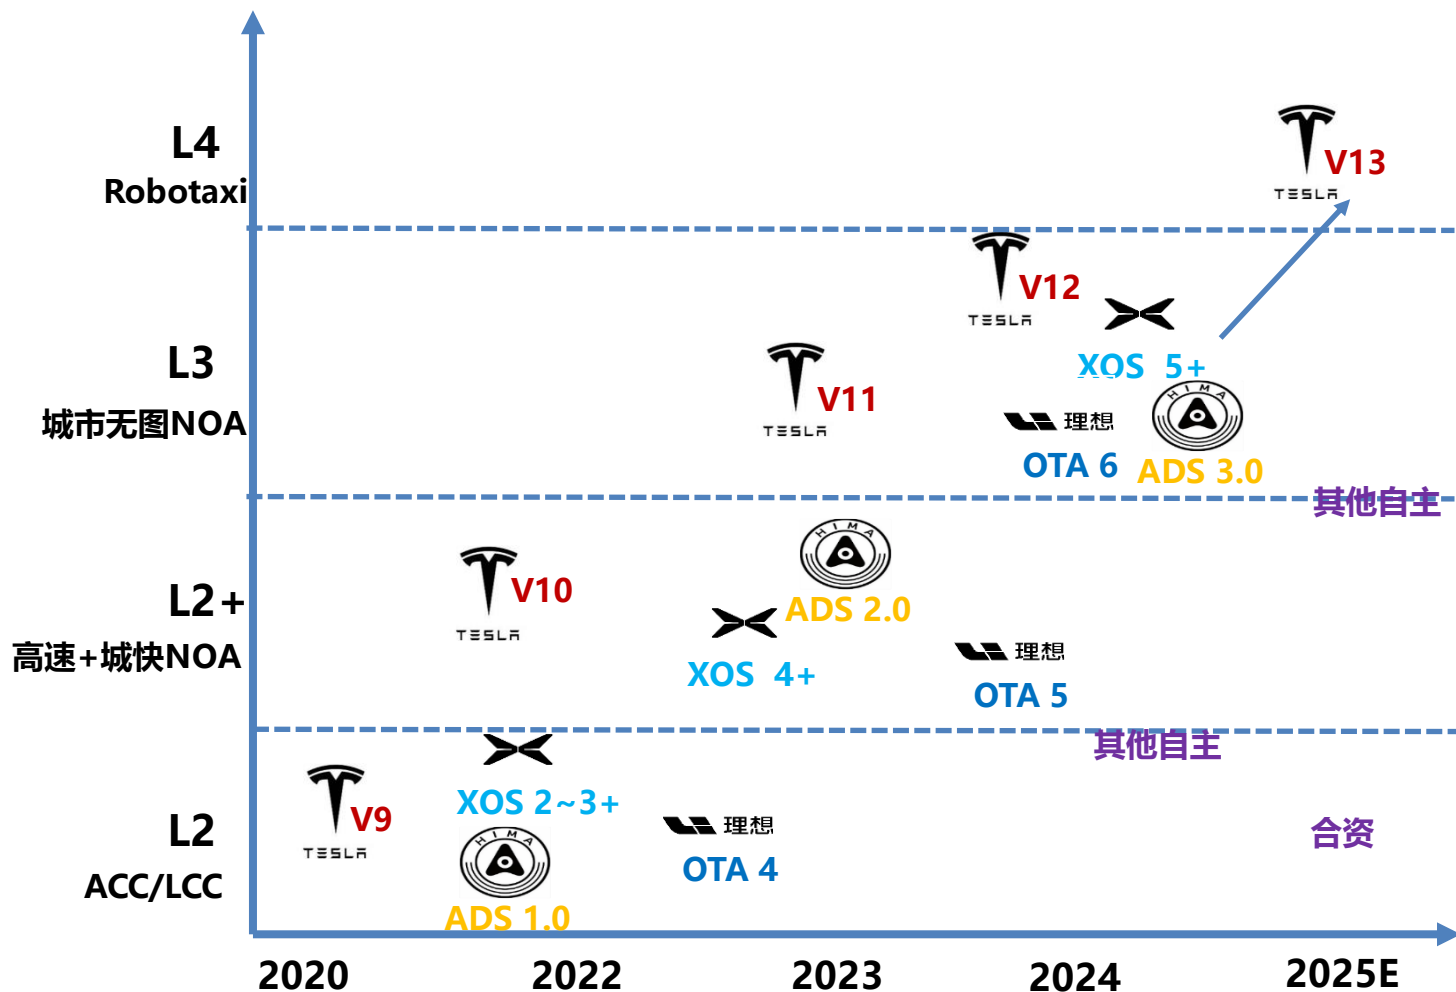 L4
Robotaxi
TESLA
V13
TESLA
V12
L3
城市无图NOA
TESLA
V11
XOS 5+
理想
OTA 6
HIMA
ADS 3.0
其他自主
L2+
高速+城快NOA
TESLA
V10
HIMA
ADS 2.0
XOS 4+
理想
OTA 5
其他自主
L2
ACC/LCC
TESLA
V9
XOS 2~3+
HIMA
ADS 1.0
理想
OTA 4
合资
2020
2022
2023
2024
2025E